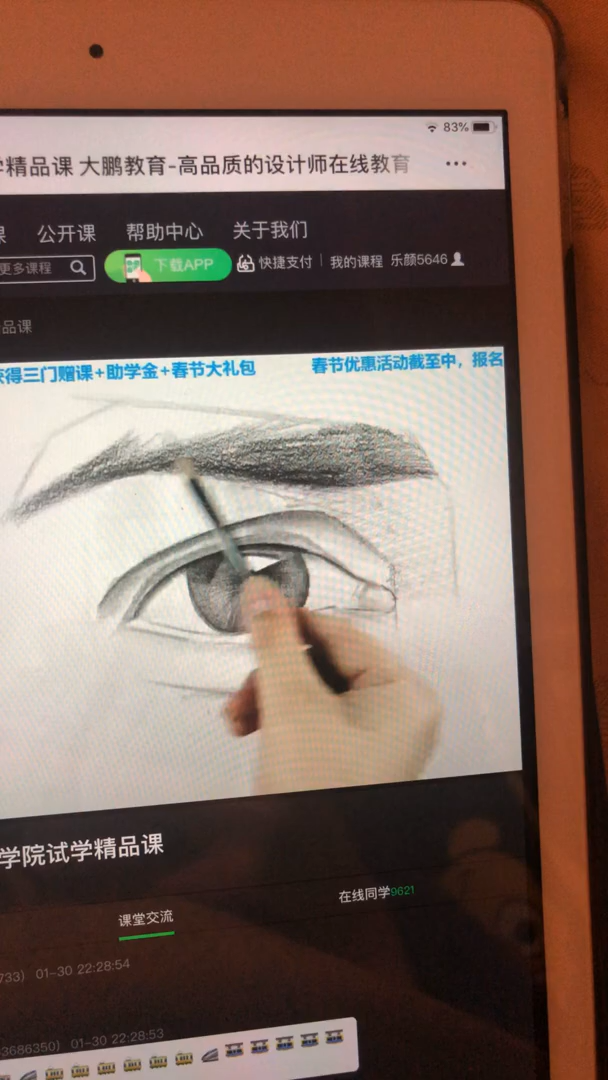 83%
精品课 大鹏教育-高品质的设计师在线教育
公开课 帮助中心 关于我们
更多课程 下载APP 快捷支付 我的课程 乐颜5646
品课
获得三门赠课+助学金+春节大礼包 春节优惠活动截至中，报名
学院试学精品课
课堂交流 在线同学9621
733) 01-30 22:28:54
3686350) 01-30 22:28:53